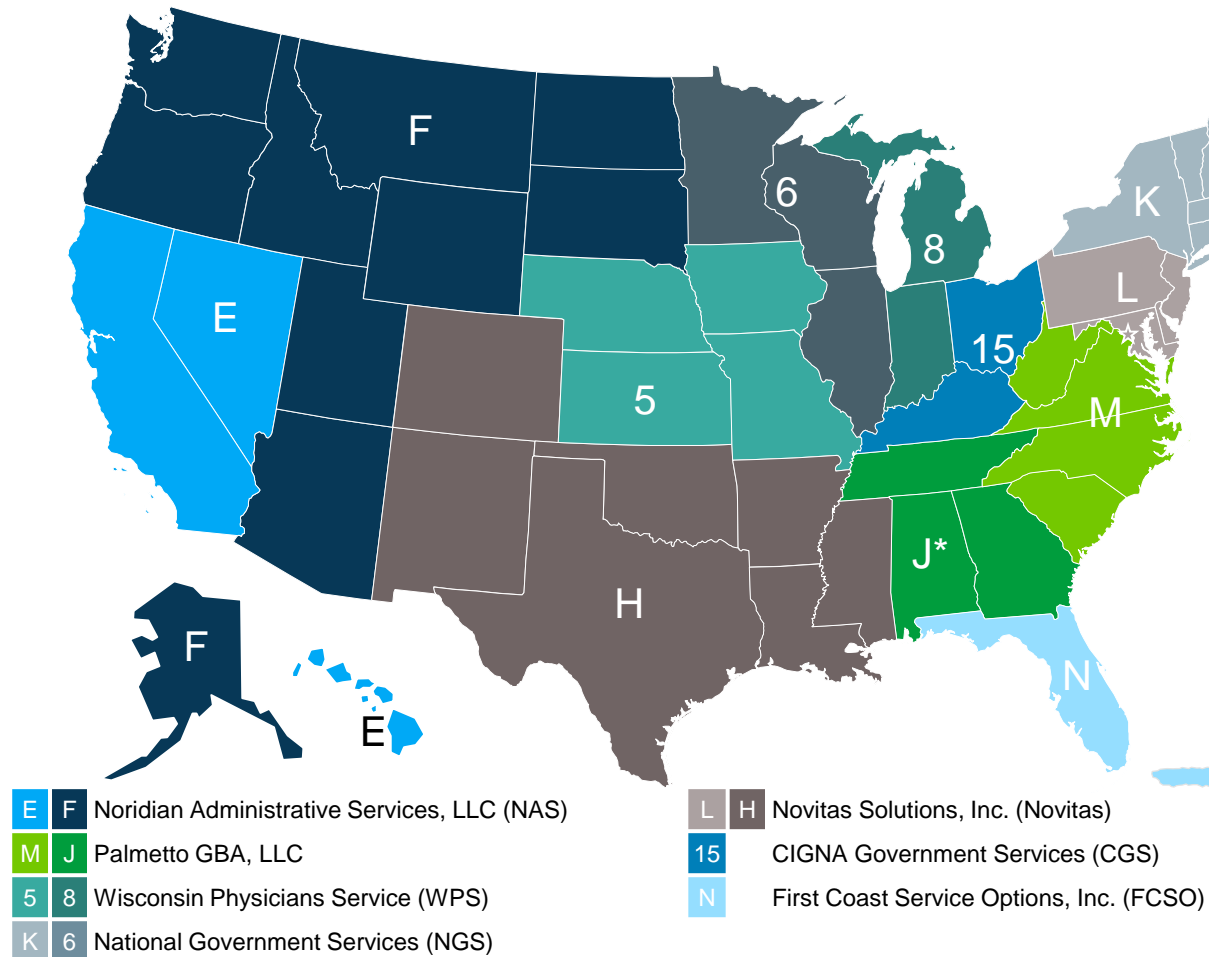 F
6
K
8
L
E
15
5
M
J*
H
F
N
E
E F Noridian Administrative Services, LLC (NAS)
M J Palmetto GBA, LLC
5 8 Wisconsin Physicians Service (WPS)
K 6 National Government Services (NGS)
L H Novitas Solutions, Inc. (Novitas)
15 CIGNA Government Services (CGS)
N First Coast Service Options, Inc. (FCSO)